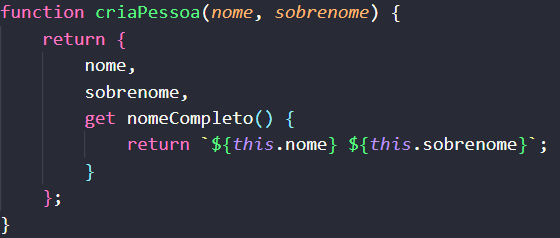 function criaPessoa(nome, sobrenome) {
    return {
        nome,
        sobrenome,
        get nomeCompleto() {
            return `${this.nome} ${this.sobrenome}`;
        }
    };
}